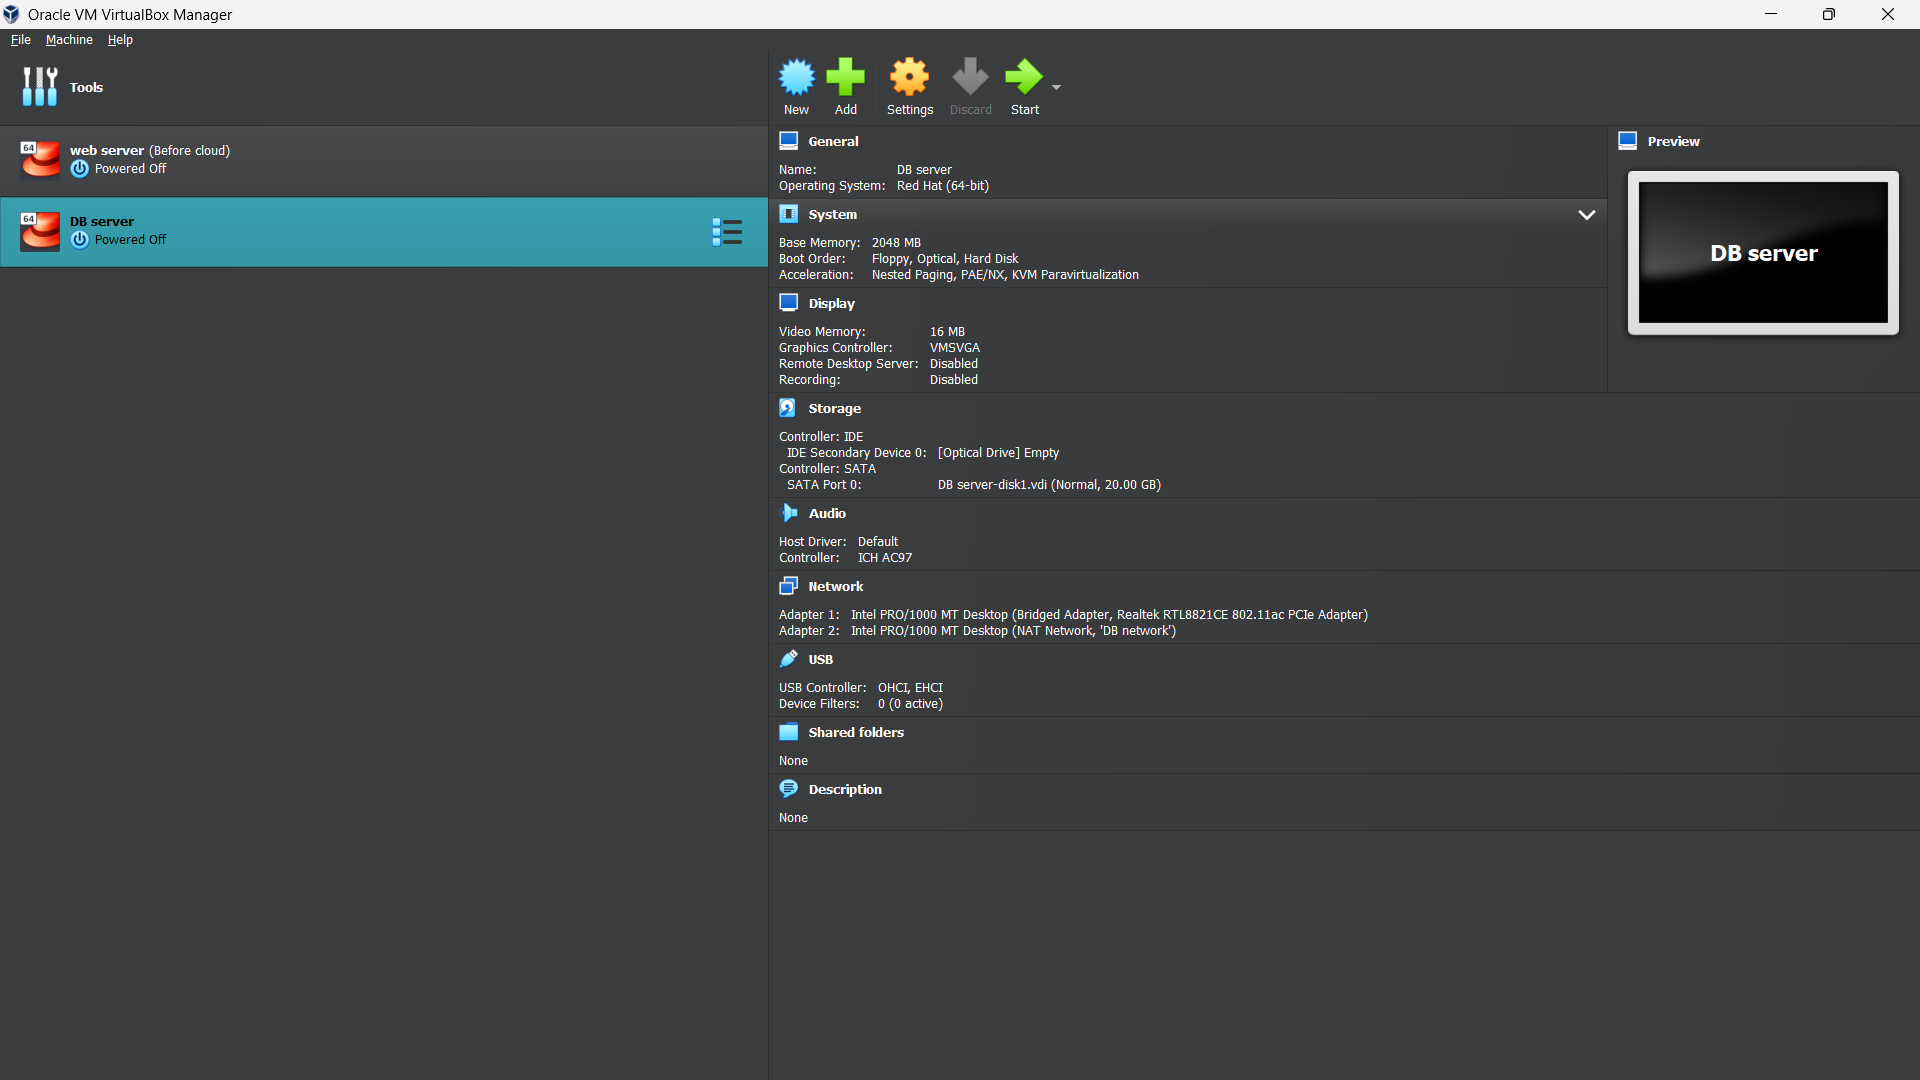 Oracle VM VirtualBox Manager
File Machine Help
Tools
New Add Settings Discard Start
64 web server (Before cloud)
Powered Off
64 DB server
Powered Off
General
Name: DB server
Operating System: Red Hat (64-bit)
System
Base Memory: 2048 MB
Boot Order: Floppy, Optical, Hard Disk
Acceleration: Nested Paging, PAE/NX, KVM Paravirtualization
Display
Video Memory: 16 MB
Graphics Controller: VMSVGA
Remote Desktop Server: Disabled
Recording: Disabled
Preview
DB server
Storage
Controller: IDE
IDE Secondary Device 0: [Optical Drive] Empty
Controller: SATA
SATA Port 0: DB server-disk1.vdi (Normal, 20.00 GB)
Audio
Host Driver: Default
Controller: ICH AC97
Network
Adapter 1: Intel PRO/1000 MT Desktop (Bridged Adapter, Realtek RTL8821CE 802.11ac PCIe Adapter)
Adapter 2: Intel PRO/1000 MT Desktop (NAT Network, 'DB network')
USB
USB Controller: OHCI, EHCI
Device Filters: 0 (0 active)
Shared folders
None
Description
None